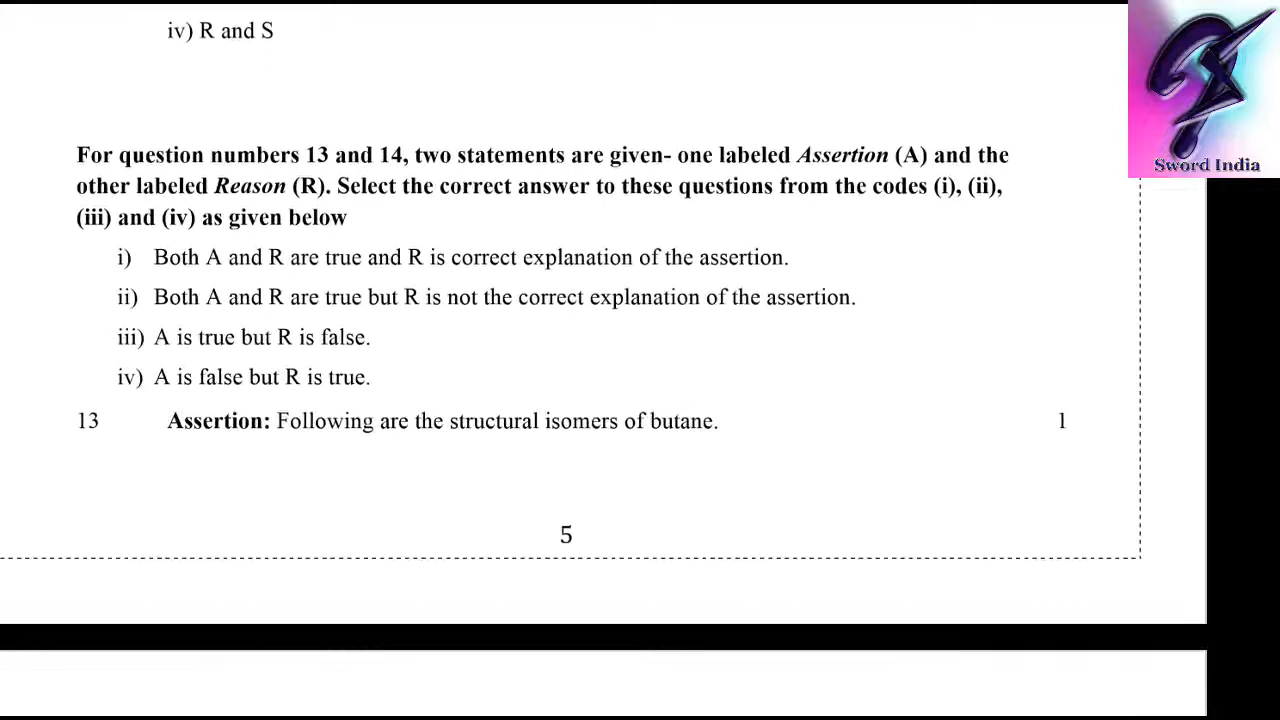 iv) R and S
Sword India
For question numbers 13 and 14, two statements are given- one labeled Assertion (A) and the
other labeled Reason (R). Select the correct answer to these questions from the codes (i), (ii),
(iii) and (iv) as given below
i) Both A and R are true and R is correct explanation of the assertion.
ii) Both A and R are true but R is not the correct explanation of the assertion.
iii) A is true but R is false.
iv) A is false but R is true.
13 Assertion: Following are the structural isomers of butane. 1
5